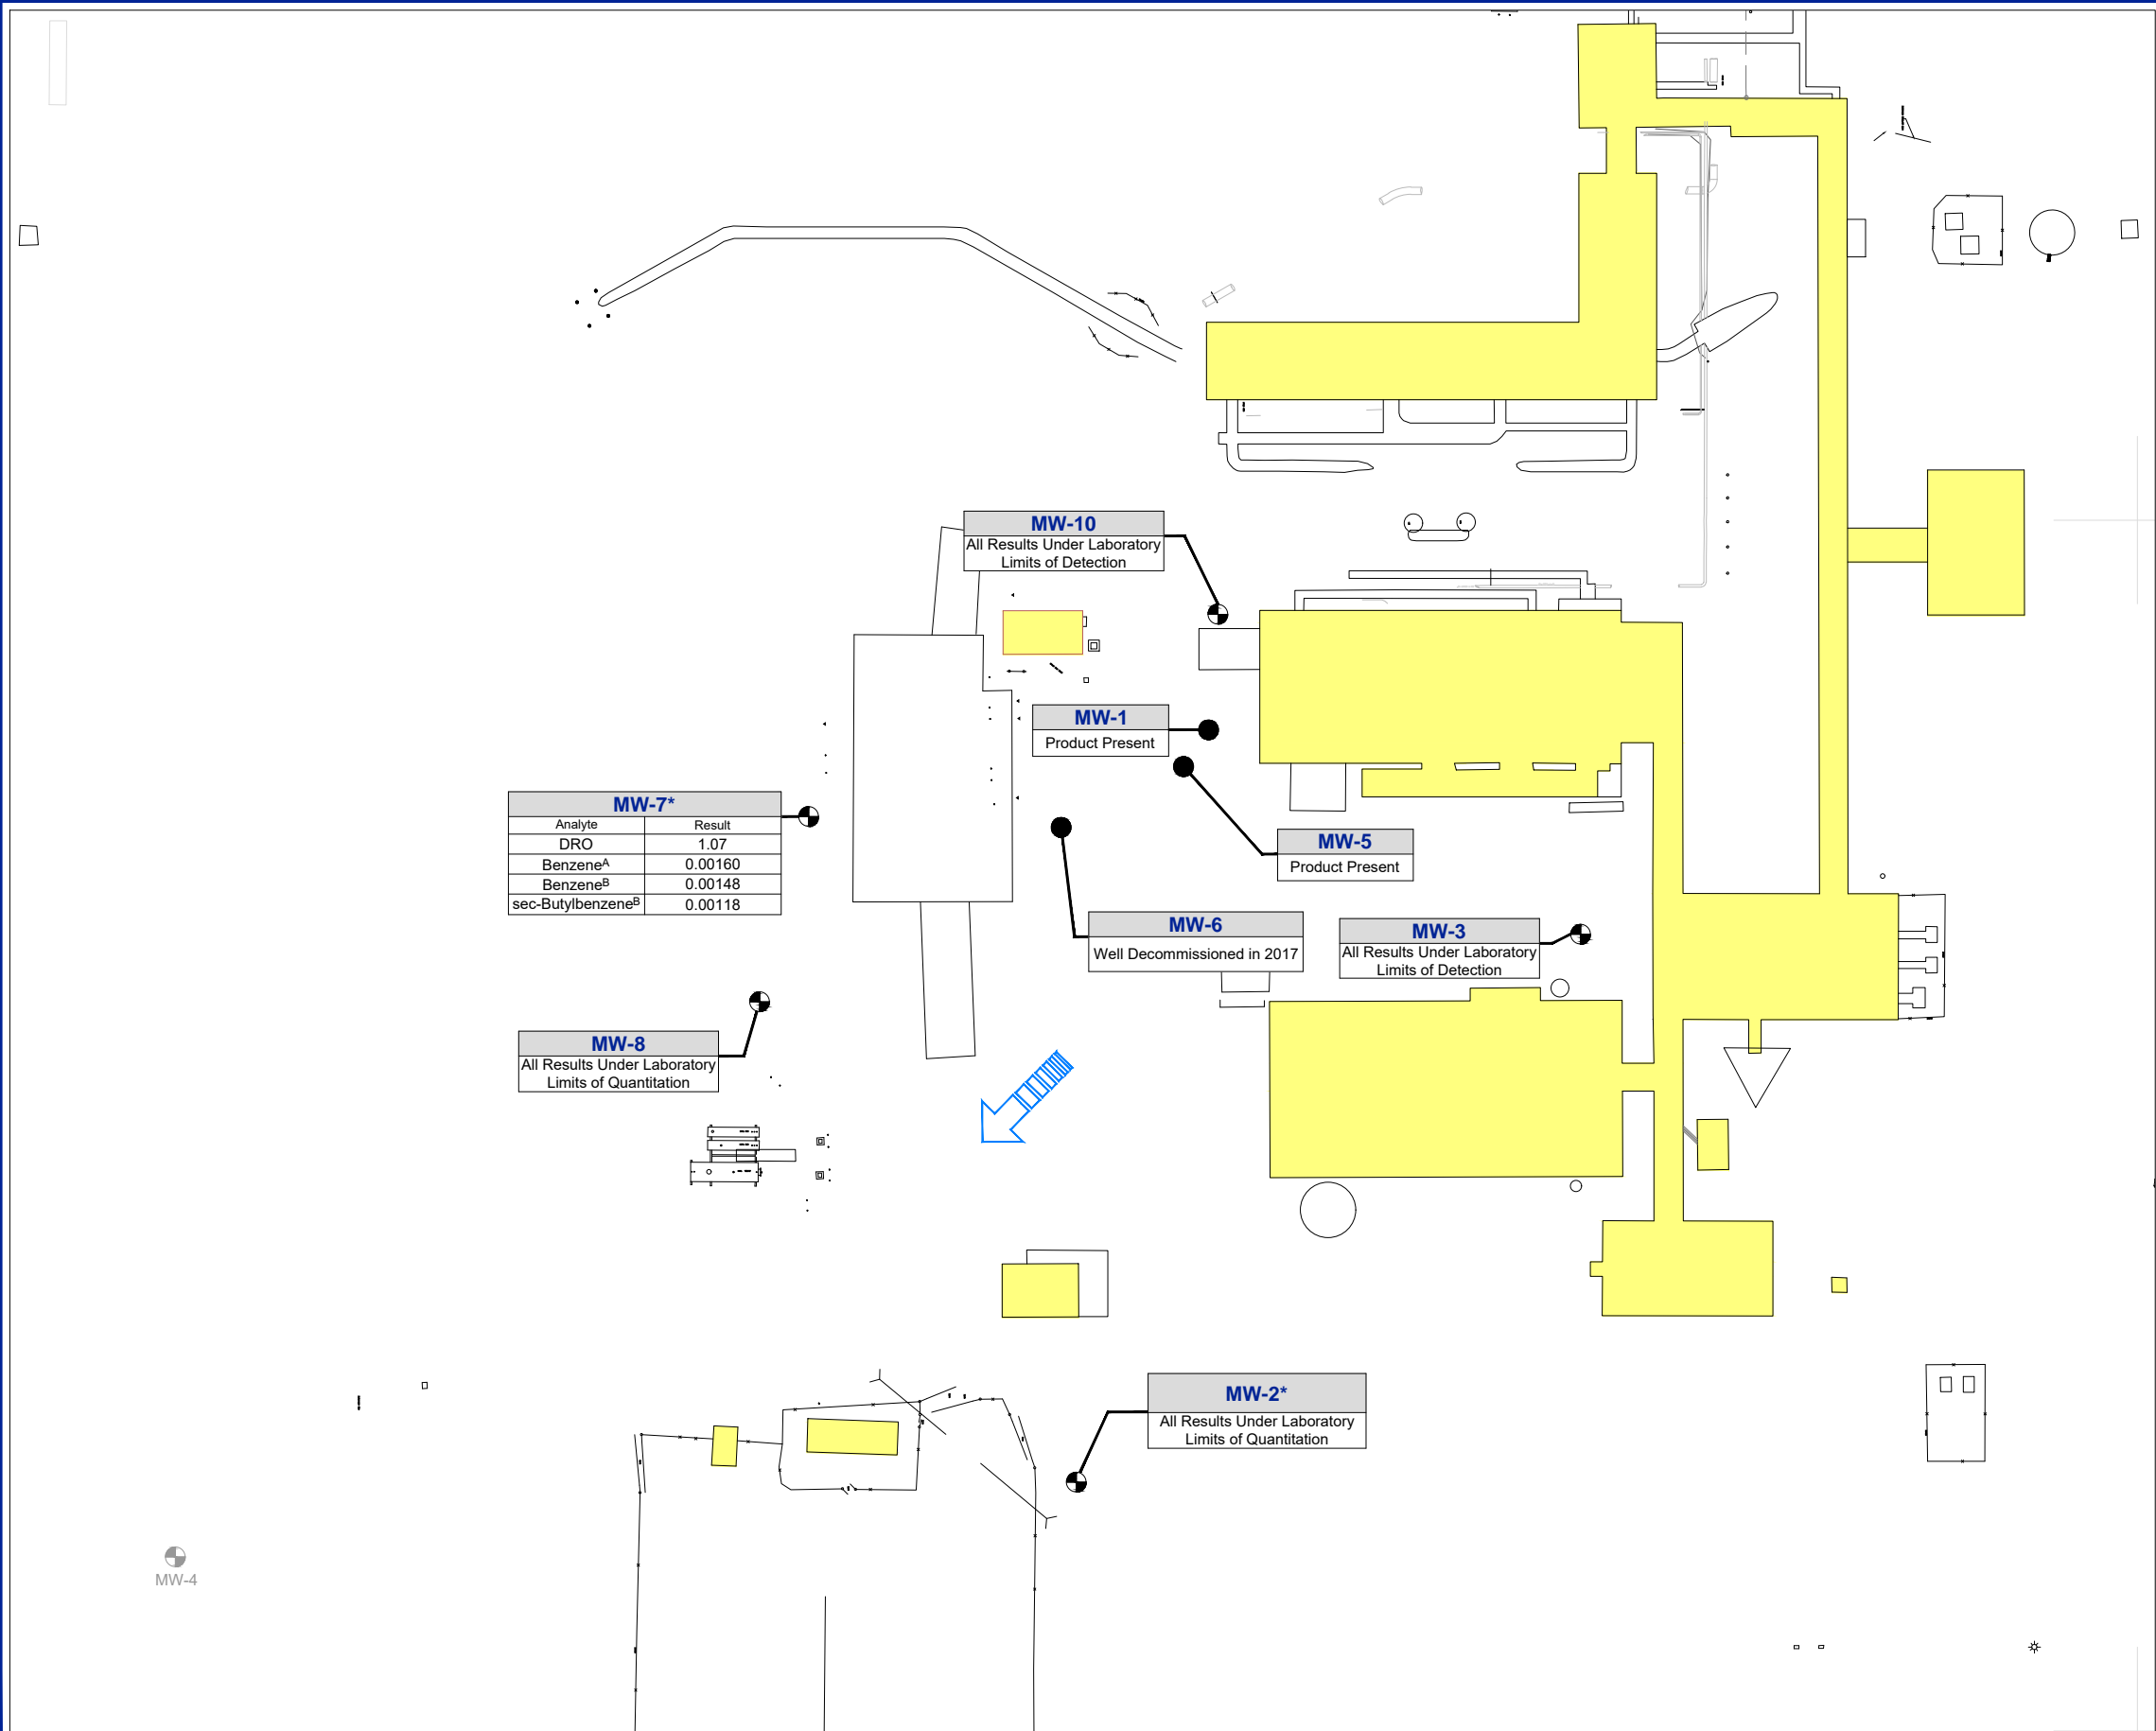 MW-10
All Results Under Laboratory
Limits of Detection
MW-1
Product Present
MW-7*
Analyte Result
DRO 1.07
Benzeneᴬ 0.00160
Benzeneᴮ 0.00148
sec-Butylbenzeneᴮ 0.00118
MW-5
Product Present
MW-6
Well Decommissioned in 2017
MW-3
All Results Under Laboratory
Limits of Detection
MW-8
All Results Under Laboratory
Limits of Quantitation
MW-2*
All Results Under Laboratory
Limits of Quantitation
MW-4